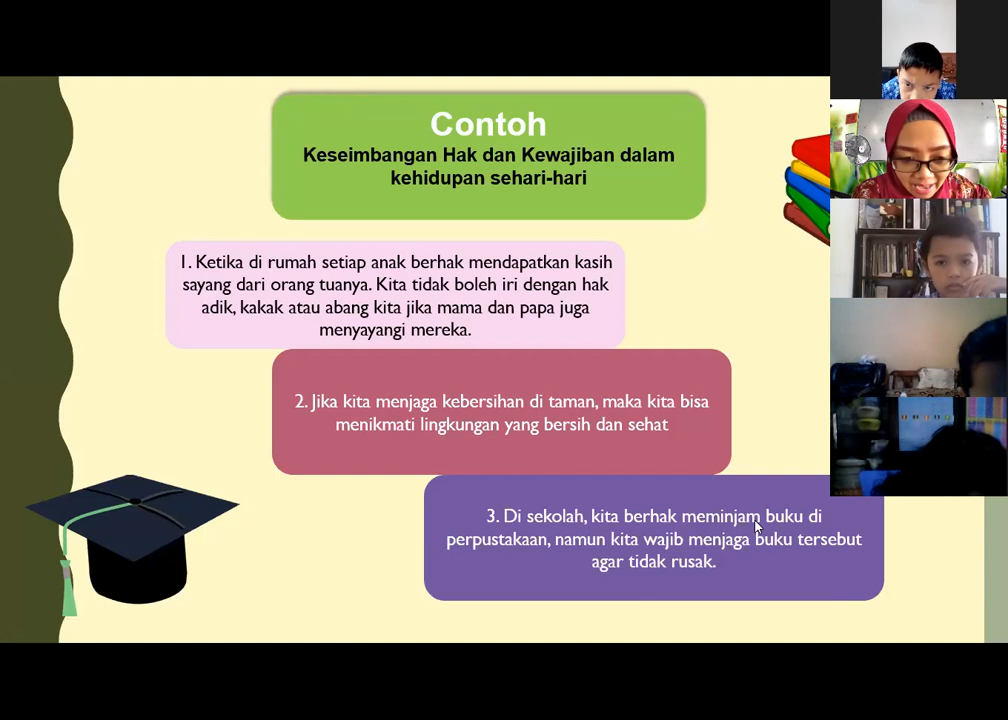 Contoh
Keseimbangan Hak dan Kewajiban dalam
kehidupan sehari-hari
1. Ketika di rumah setiap anak berhak mendapatkan kasih
sayang dari orang tuanya. Kita tidak boleh iri dengan hak
adik, kakak atau abang kita jika mama dan papa juga
menyayangi mereka.
2. Jika kita menjaga kebersihan di taman, maka kita bisa
menikmati lingkungan yang bersih dan sehat
3. Di sekolah, kita berhak meminjam buku di
perpustakaan, namun kita wajib menjaga buku tersebut
agar tidak rusak.